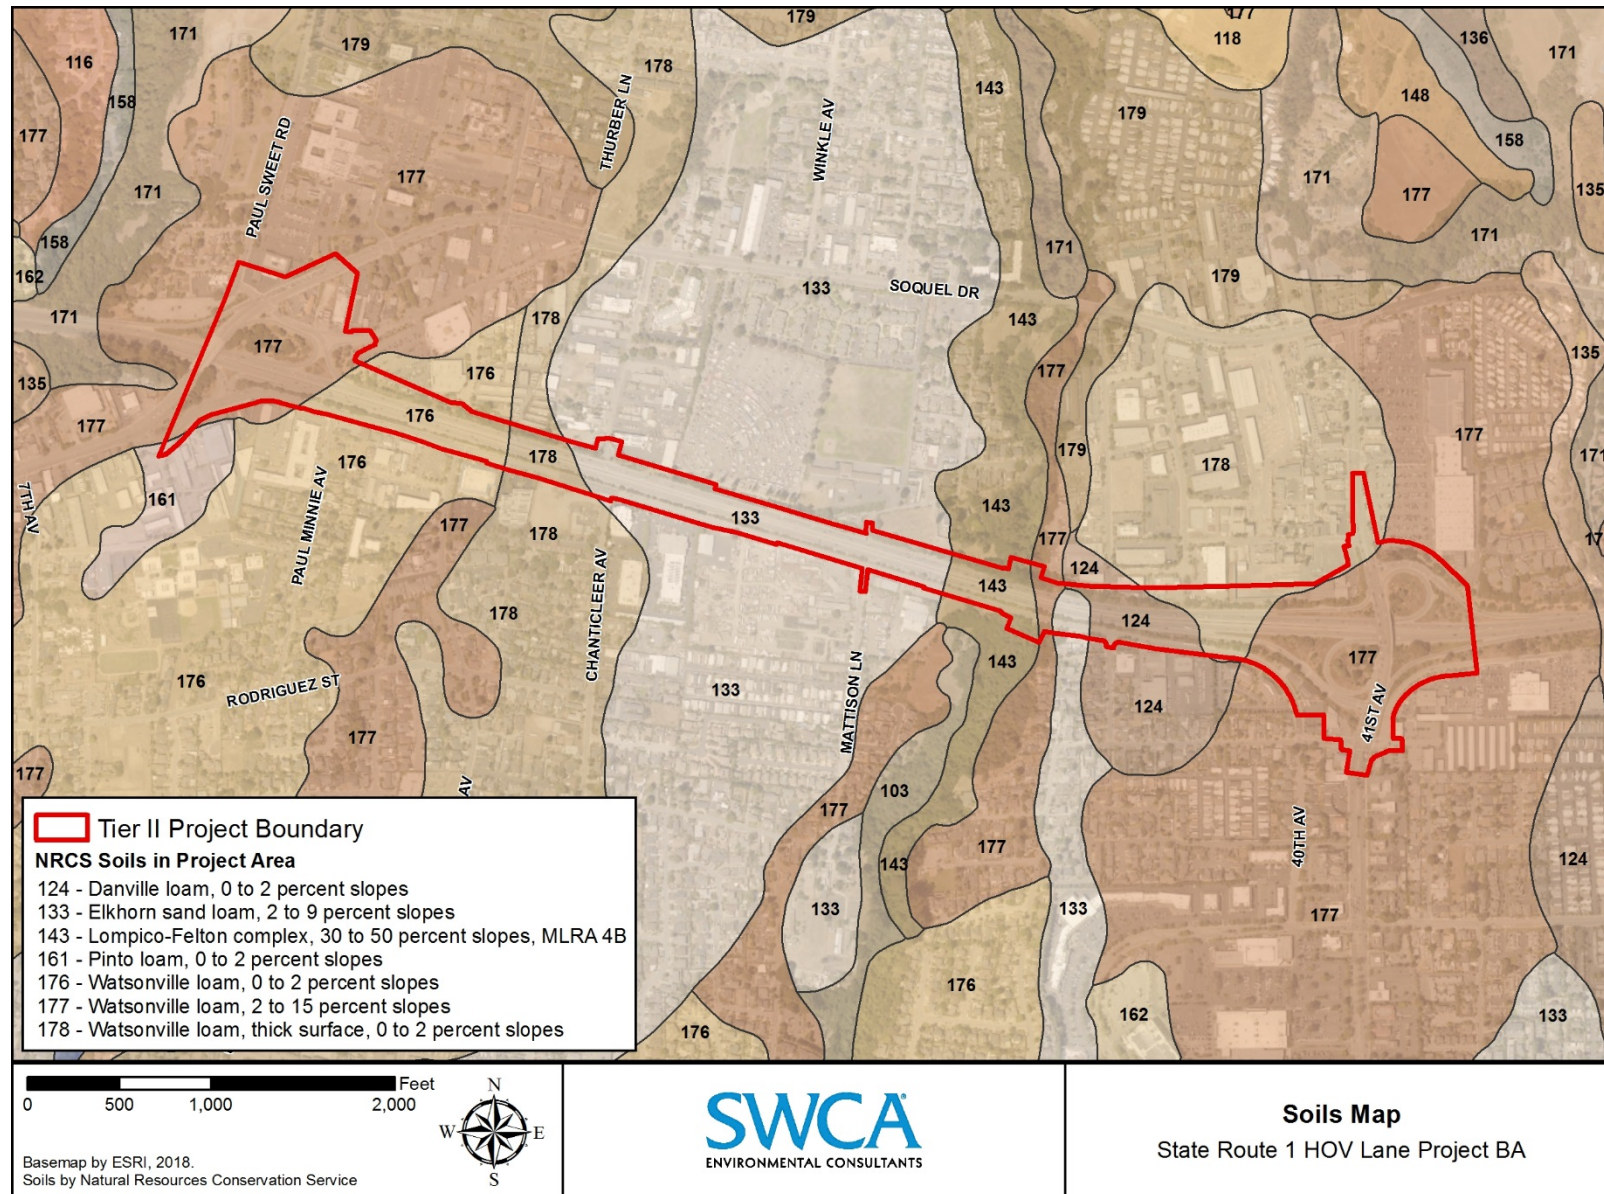 179
177
118
136
171
171
179
178
116
143
148
158
179
158
177
THURBER LN
WINKLE AV
PAUL SWEET RD
177
171
171
177
135
171
171
158
162
179
133
SOQUEL DR
171
178
143
177
135
135
176
177
177
176
177
179
178
171
176
178
143
161
7TH AV
PAUL MINNIE AV
177
133
178
177
124
143
CHANTICLEER AV
178
124
143
177
176
RODRIGUEZ ST
133
MATTISON LN
124
41ST AV
177
177
AV
103
177
40TH AV
143
177
124
133
133
177
176
162
133
176
Tier II Project Boundary
NRCS Soils in Project Area
124 - Danville loam, 0 to 2 percent slopes
133 - Elkhorn sand loam, 2 to 9 percent slopes
143 - Lompico-Felton complex, 30 to 50 percent slopes, MLRA 4B
161 - Pinto loam, 0 to 2 percent slopes
176 - Watsonville loam, 0 to 2 percent slopes
177 - Watsonville loam, 2 to 15 percent slopes
178 - Watsonville loam, thick surface, 0 to 2 percent slopes
Feet
0 500 1,000 2,000
N
W E
S
Basemap by ESRI, 2018.
Soils by Natural Resources Conservation Service
SWCA
ENVIRONMENTAL CONSULTANTS
Soils Map
State Route 1 HOV Lane Project BA